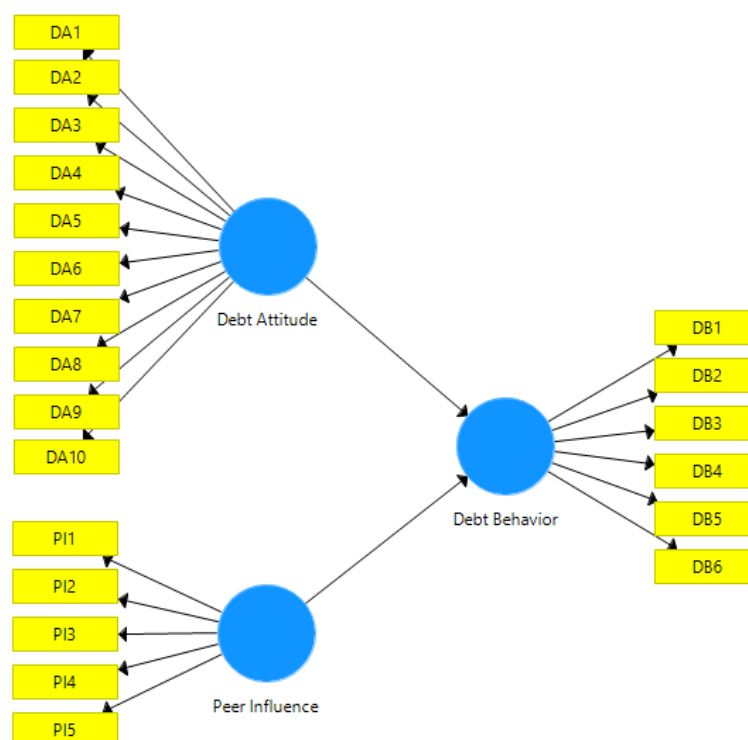 DA1
DA2
DA3
DA4
DA5
DA6
DA7
DA8
DA9
DA10
Debt Attitude
DB1
DB2
DB3
DB4
DB5
DB6
Debt Behavior
PI1
PI2
PI3
PI4
PI5
Peer Influence